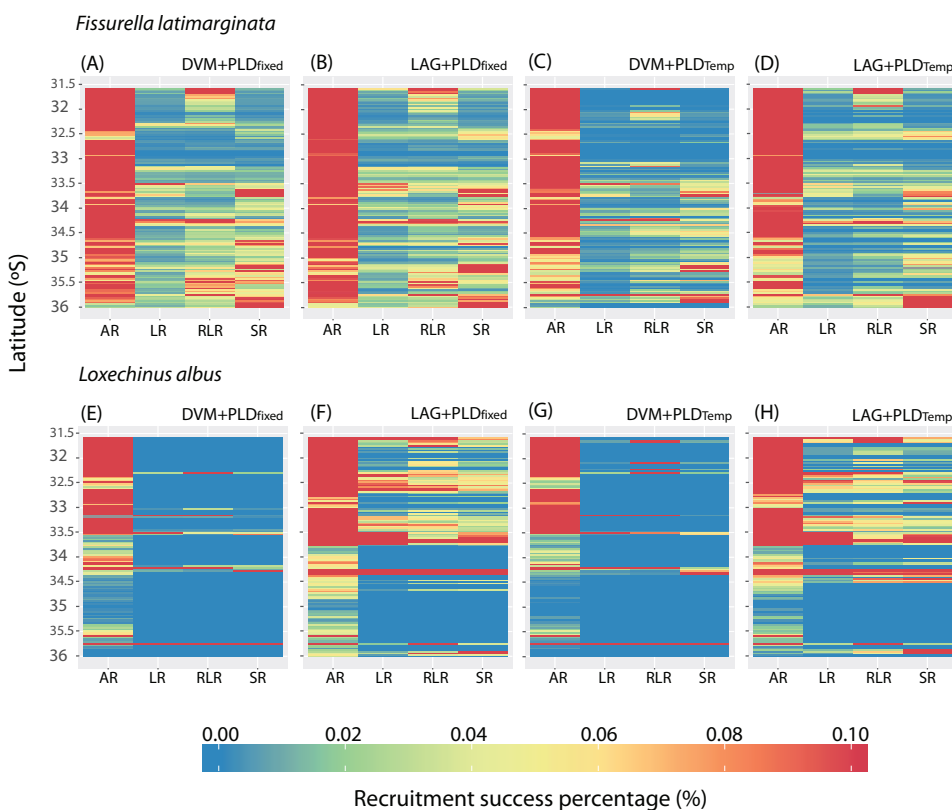 Fissurella latimarginata
(A) DVM+PLDfixed
(B) LAG+PLDfixed
(C) DVM+PLDTemp
(D) LAG+PLDTemp
31.5
32
32.5
33
33.5
34
34.5
35
35.5
36
AR LR RLR SR
AR LR RLR SR
AR LR RLR SR
AR LR RLR SR
Latitude (ºS)
Loxechinus albus
(E) DVM+PLDfixed
(F) LAG+PLDfixed
(G) DVM+PLDTemp
(H) LAG+PLDTemp
31.5
32
32.5
33
33.5
34
34.5
35
35.5
36
AR LR RLR SR
AR LR RLR SR
AR LR RLR SR
AR LR RLR SR
0.00 0.02 0.04 0.06 0.08 0.10
Recruitment success percentage (%)